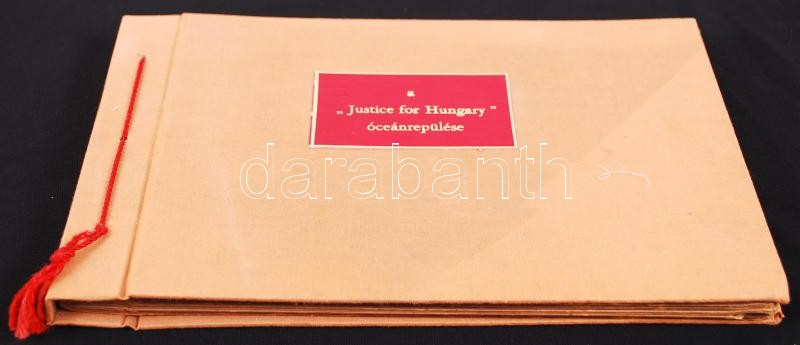 a
„ Justice for Hungary ”
óceánrepülése
darabanth